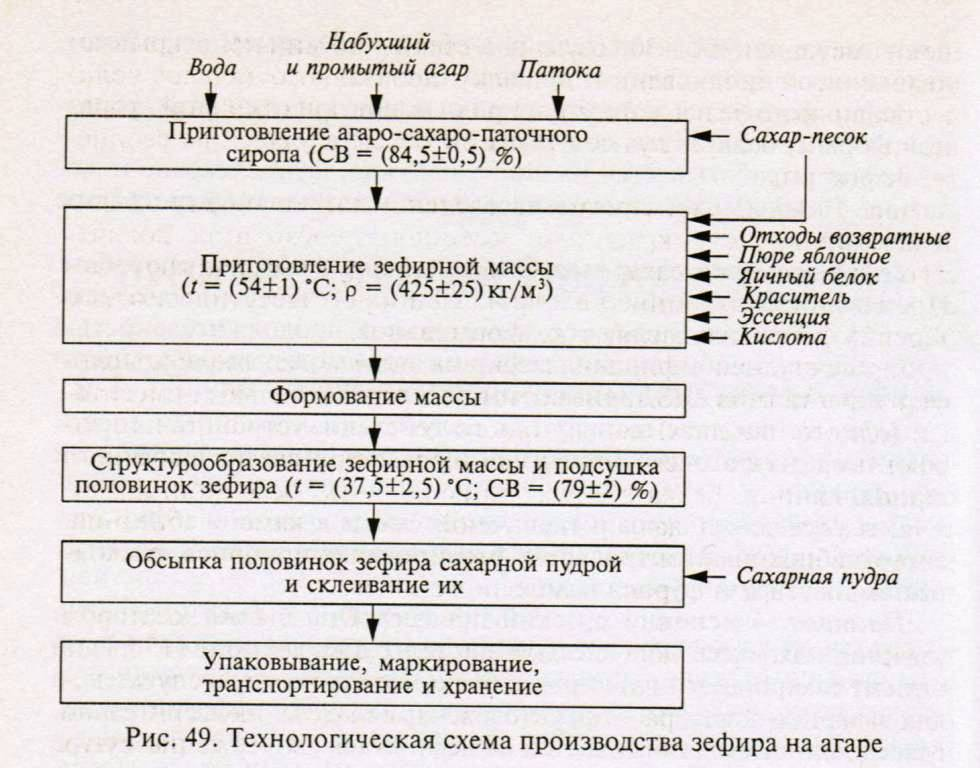 Вода
Набухший
и промытый агар
Патока
Приготовление агаро-сахаро-паточного
сиропа (СВ = (84,5±0,5) %)
Сахар-песок
Приготовление зефирной массы
(t = (54±1) °С; ρ = (425±25) кг/м³)
Отходы возвратные
Пюре яблочное
Яичный белок
Краситель
Эссенция
Кислота
Формование массы
Структурообразование зефирной массы и подсушка
половинок зефира (t = (37,5±2,5) °С; СВ = (79±2) %)
Обсыпка половинок зефира сахарной пудрой
и склеивание их
Сахарная пудра
Упаковывание, маркирование,
транспортирование и хранение
Рис. 49. Технологическая схема производства зефира на агаре